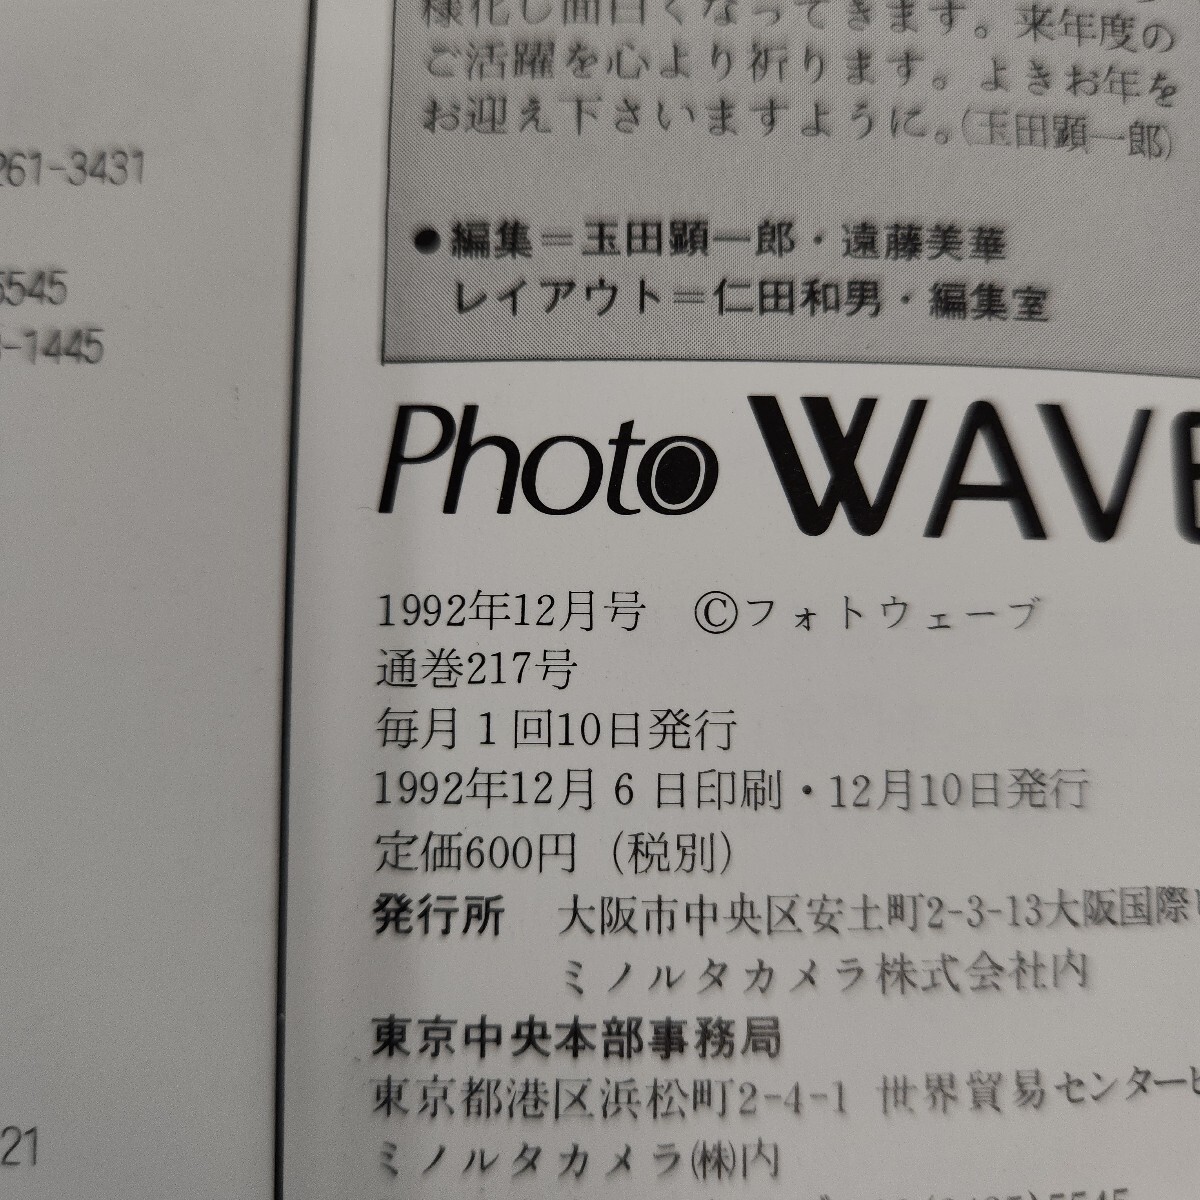 様化し面白くなってきます。来年度の
ご活躍を心より祈ります。よきお年を
お迎え下さいますように。(玉田顕一郎)
●編集＝玉田顕一郎・遠藤美華
レイアウト＝仁田和男・編集室
261-3431
5545
-1445
21
Photo WAVE
1992年12月号 ©フォトウェーブ
通巻217号
毎月1回10日発行
1992年12月6日印刷・12月10日発行
定価600円（税別）
発行所 大阪市中央区安土町2-3-13大阪国際ビ
ミノルタカメラ株式会社内
東京中央本部事務局
東京都港区浜松町2-4-1 世界貿易センタービ
ミノルタカメラ㈱内